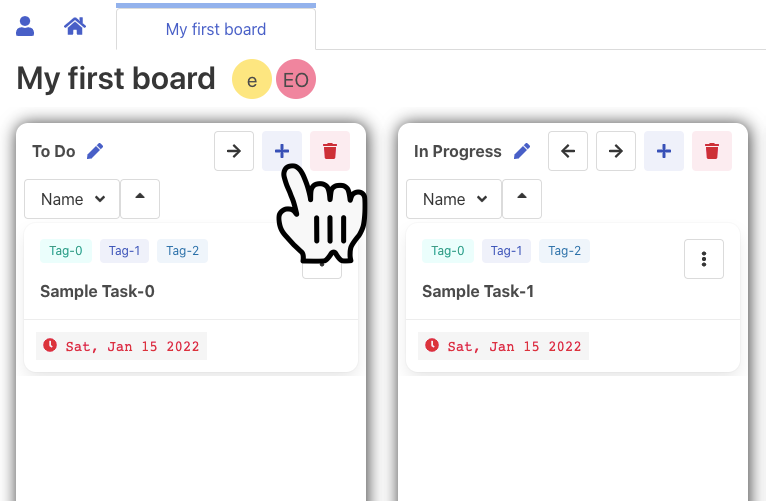 My first board
My first board e EO
To Do
Name
Tag-0 Tag-1 Tag-2
Sample Task-0
Sat, Jan 15 2022
In Progress
Name
Tag-0 Tag-1 Tag-2
Sample Task-1
Sat, Jan 15 2022